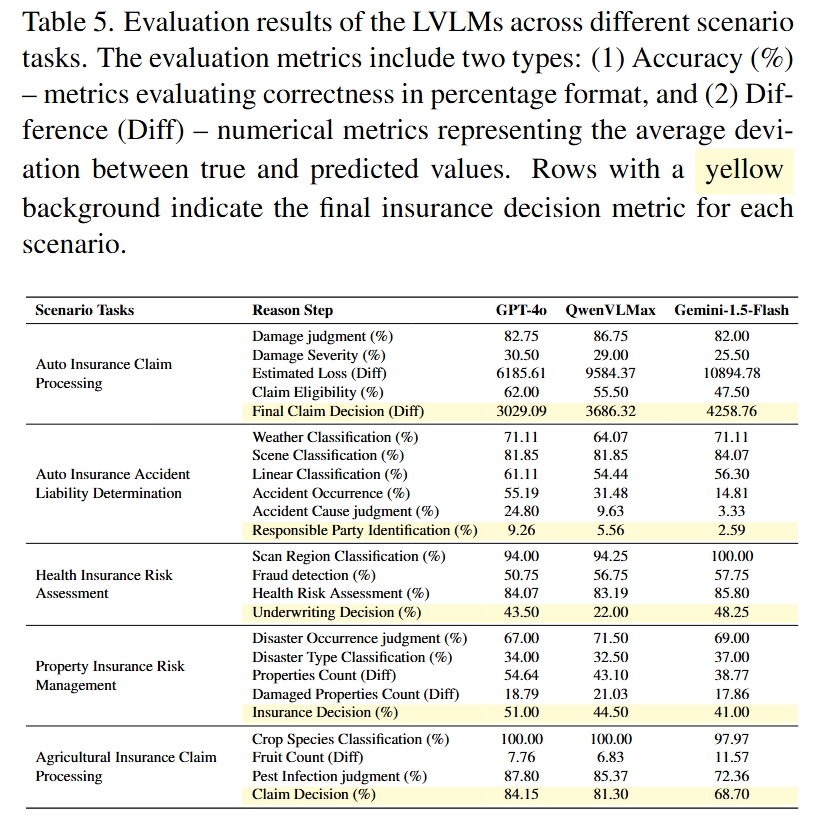 Table 5. Evaluation results of the LVLMs across different scenario
tasks. The evaluation metrics include two types: (1) Accuracy (%)
– metrics evaluating correctness in percentage format, and (2) Dif-
ference (Diff) – numerical metrics representing the average devi-
ation between true and predicted values. Rows with a yellow
background indicate the final insurance decision metric for each
scenario.
Scenario Tasks Reason Step GPT-4o QwenVLMax Gemini-1.5-Flash
Auto Insurance Claim
Processing
Damage judgment (%) 82.75 86.75 82.00
Damage Severity (%) 30.50 29.00 25.50
Estimated Loss (Diff) 6185.61 9584.37 10894.78
Claim Eligibility (%) 62.00 55.50 47.50
Final Claim Decision (Diff) 3029.09 3686.32 4258.76
Auto Insurance Accident
Liability Determination
Weather Classification (%) 71.11 64.07 71.11
Scene Classification (%) 81.85 81.85 84.07
Linear Classification (%) 61.11 54.44 56.30
Accident Occurrence (%) 55.19 31.48 14.81
Accident Cause judgment (%) 24.80 9.63 3.33
Responsible Party Identification (%) 9.26 5.56 2.59
Health Insurance Risk
Assessment
Scan Region Classification (%) 94.00 94.25 100.00
Fraud detection (%) 50.75 56.75 57.75
Health Risk Assessment (%) 84.07 83.19 85.80
Underwriting Decision (%) 43.50 22.00 48.25
Property Insurance Risk
Management
Disaster Occurrence judgment (%) 67.00 71.50 69.00
Disaster Type Classification (%) 34.00 32.50 37.00
Properties Count (Diff) 54.64 43.10 38.77
Damaged Properties Count (Diff) 18.79 21.03 17.86
Insurance Decision (%) 51.00 44.50 41.00
Agricultural Insurance Claim
Processing
Crop Species Classification (%) 100.00 100.00 97.97
Fruit Count (Diff) 7.76 6.83 11.57
Pest Infection judgment (%) 87.80 85.37 72.36
Claim Decision (%) 84.15 81.30 68.70